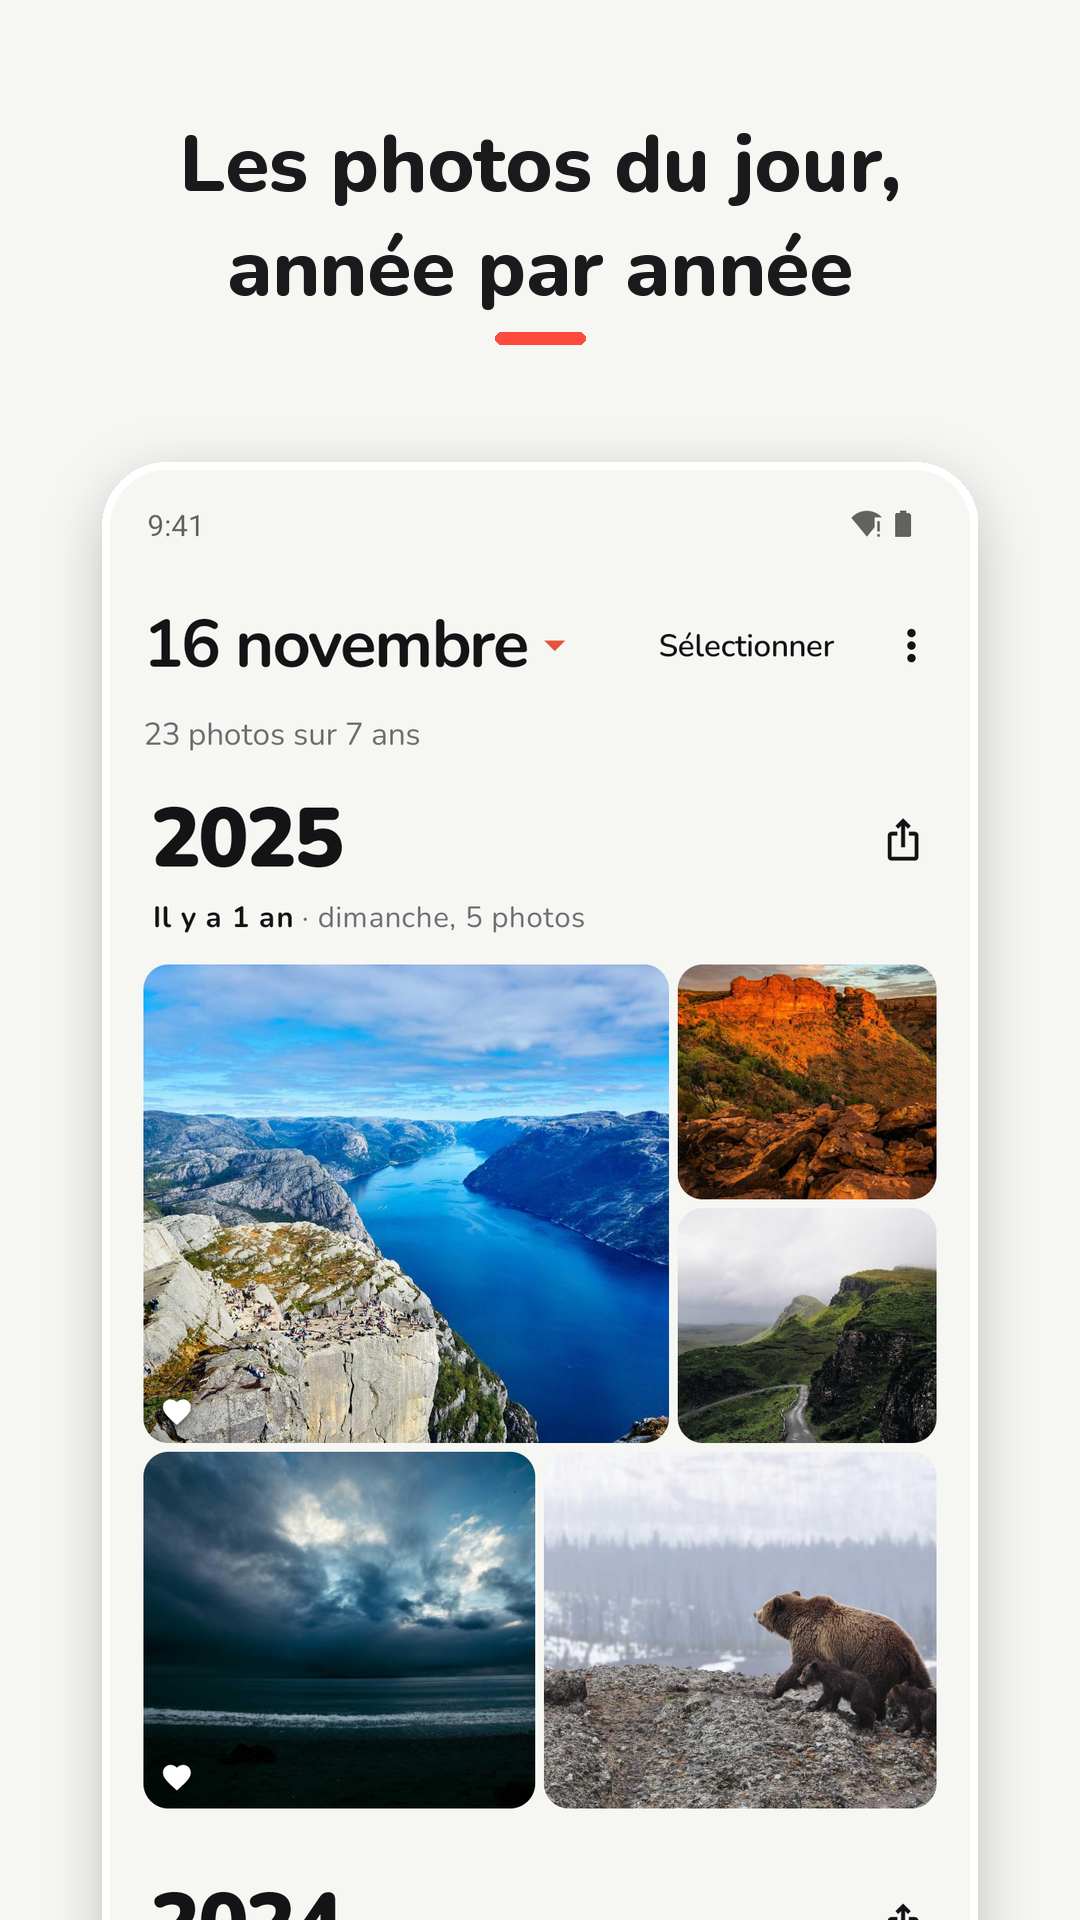 Les photos du jour,
année par année
9:41
16 novembre
Sélectionner
23 photos sur 7 ans
2025
Il y a 1 an · dimanche, 5 photos
2024